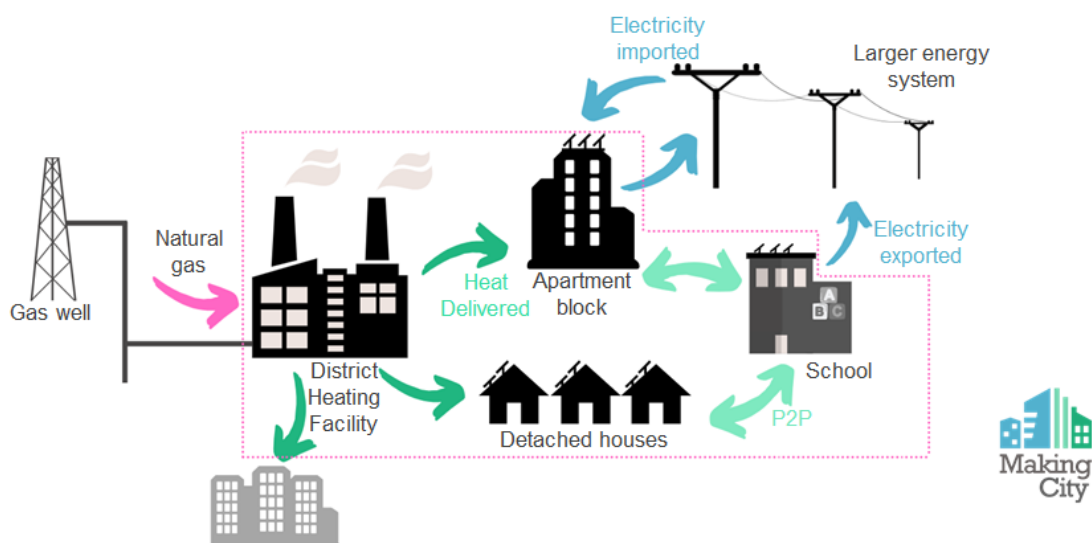 Electricity
imported
Larger energy
system
Natural
gas
Gas well
Heat
Delivered
Apartment
block
Electricity
exported
A
B C
School
District
Heating
Facility
Detached houses
P2P
Making
City